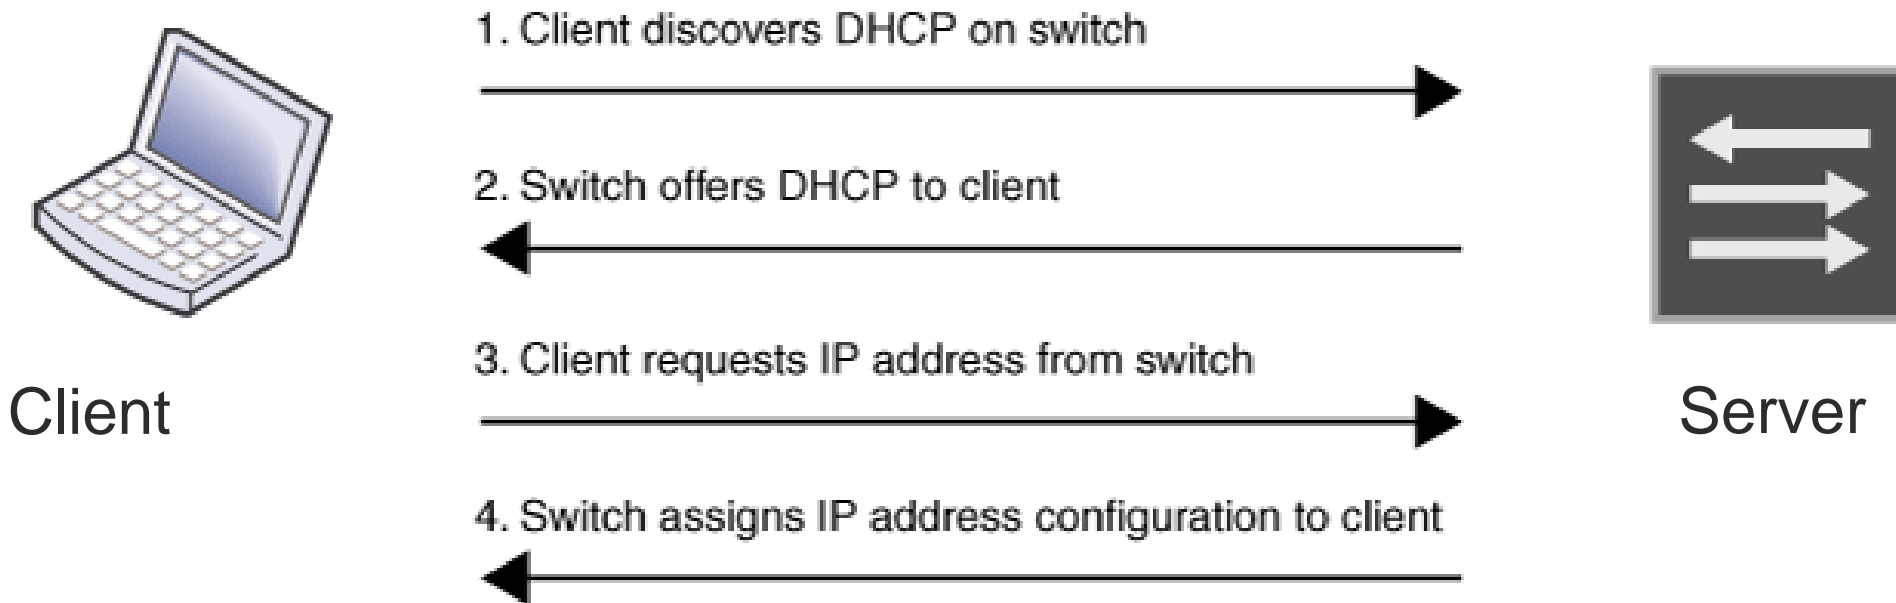 1. Client discovers DHCP on switch
2. Switch offers DHCP to client
3. Client requests IP address from switch
Client
Server
4. Switch assigns IP address configuration to client